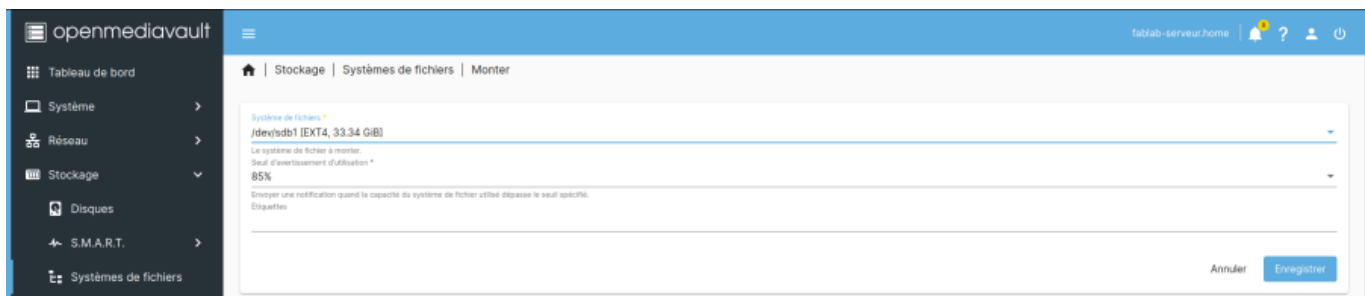 openmediavault
fablab-serveur.home
Tableau de bord
Stockage | Systèmes de fichiers | Monter
Système
Réseau
Stockage
Disques
S.M.A.R.T.
Systèmes de fichiers
Système de fichiers *
/dev/sdb1 [EXT4, 33.34 GiB]
Le système de fichier à monter.
Seuil d'avertissement d'utilisation *
85%
Envoyer une notification quand la capacité du système de fichier utilisé dépasse le seuil spécifié.
Étiquettes
Annuler
Enregistrer